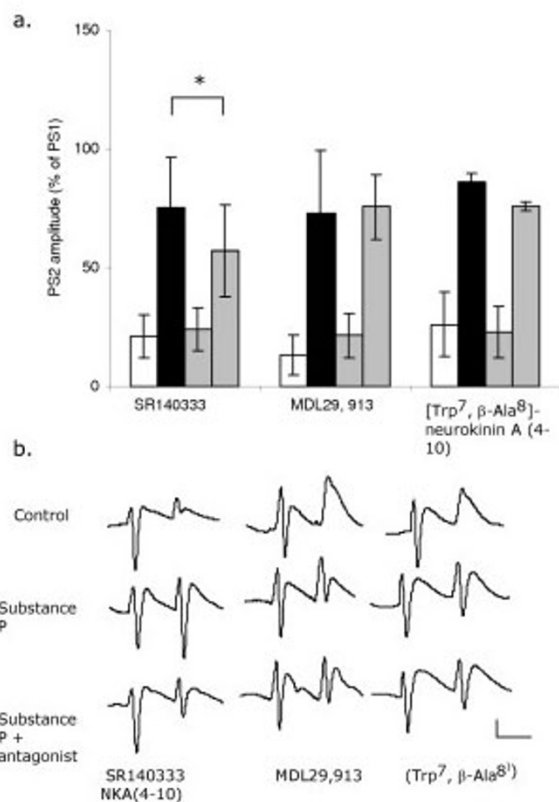 a.
150
*
100
PS2 amplitude (% of PS1)
50
0
SR140333
MDL29, 913
[Trp7, β-Ala8]-
neurokinin A (4-
10)
b.
Control
Substance
P
Substance
P +
antagonist
SR140333
NKA(4-10)
MDL29,913
(Trp7, β-Ala8)